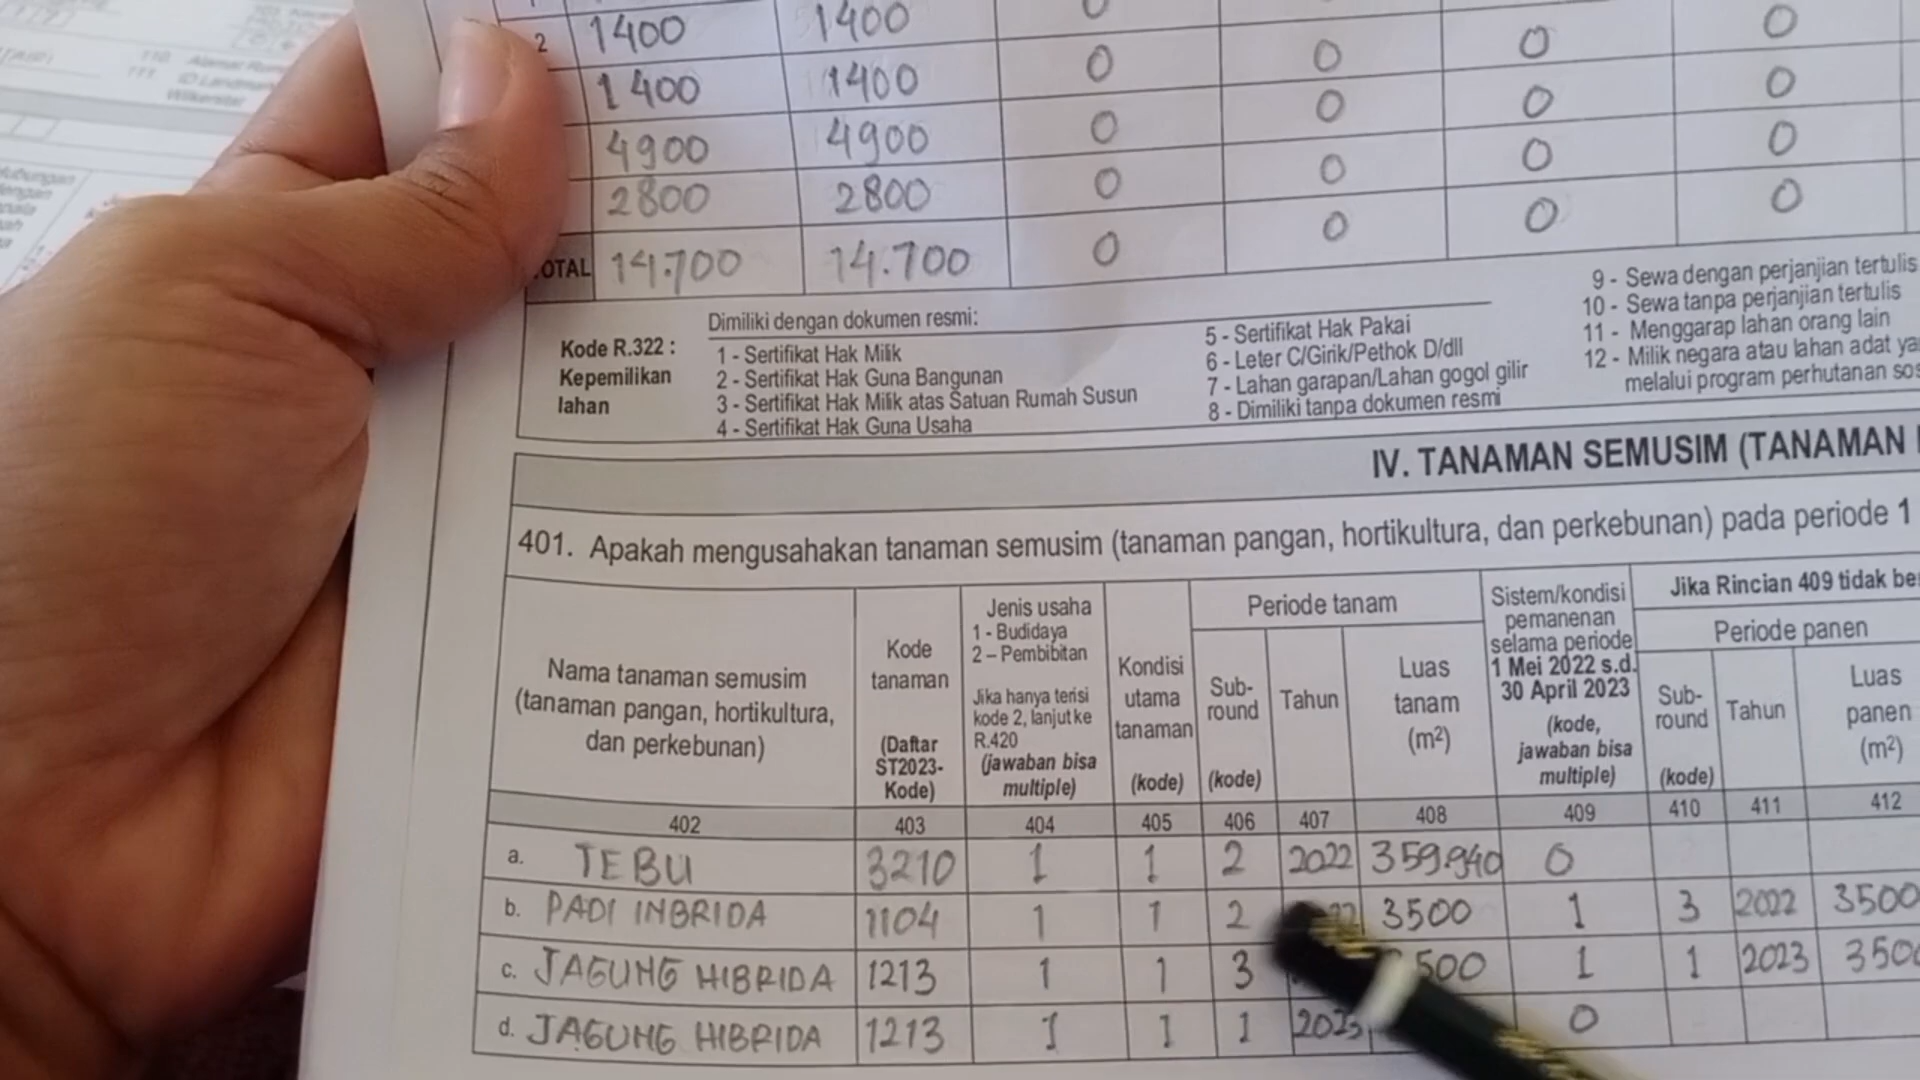 2 1400 1400 0
1400 1400 0 0 0 0
4900 4900 0 0 0 0
2800 2800 0 0 0 0
OTAL 14.700 14.700 0 0 0 0
Kode R.322 :
Kepemilikan
lahan
Dimiliki dengan dokumen resmi:
1 - Sertifikat Hak Milik
2 - Sertifikat Hak Guna Bangunan
3 - Sertifikat Hak Milik atas Satuan Rumah Susun
4 - Sertifikat Hak Guna Usaha
5 - Sertifikat Hak Pakai
6 - Leter C/Girik/Pethok D/dll
7 - Lahan garapan/Lahan gogol gilir
8 - Dimiliki tanpa dokumen resmi
9 - Sewa dengan perjanjian tertulis
10 - Sewa tanpa perjanjian tertulis
11 - Menggarap lahan orang lain
12 - Milik negara atau lahan adat ya
melalui program perhutanan sos
IV. TANAMAN SEMUSIM (TANAMAN
401. Apakah mengusahakan tanaman semusim (tanaman pangan, hortikultura, dan perkebunan) pada periode 1
Nama tanaman semusim
(tanaman pangan, hortikultura,
dan perkebunan)
Kode
tanaman
(Daftar
ST2023-
Kode)
Jenis usaha
1 - Budidaya
2 – Pembibitan
Jika hanya terisi
kode 2, lanjut ke
R.420
(jawaban bisa
multiple)
Kondisi
utama
tanaman
(kode)
Periode tanam
Sub-
round
(kode)
Tahun
Luas
tanam
(m²)
Sistem/kondisi
pemanenan
selama periode
1 Mei 2022 s.d.
30 April 2023
(kode,
jawaban bisa
multiple)
Jika Rincian 409 tidak be
Periode panen
Sub-
round
(kode)
Tahun
Luas
panen
(m²)
402 403 404 405 406 407 408 409 410 411 412
a. TEBU 3210 1 1 2 2022 359.940 0
b. PADI INBRIDA 1104 1 1 2 3500 1 3 2022 3500
c. JAGUNG HIBRIDA 1213 1 1 3 500 1 1 2023 3500
d. JAGUNG HIBRIDA 1213 1 1 1 2023 0